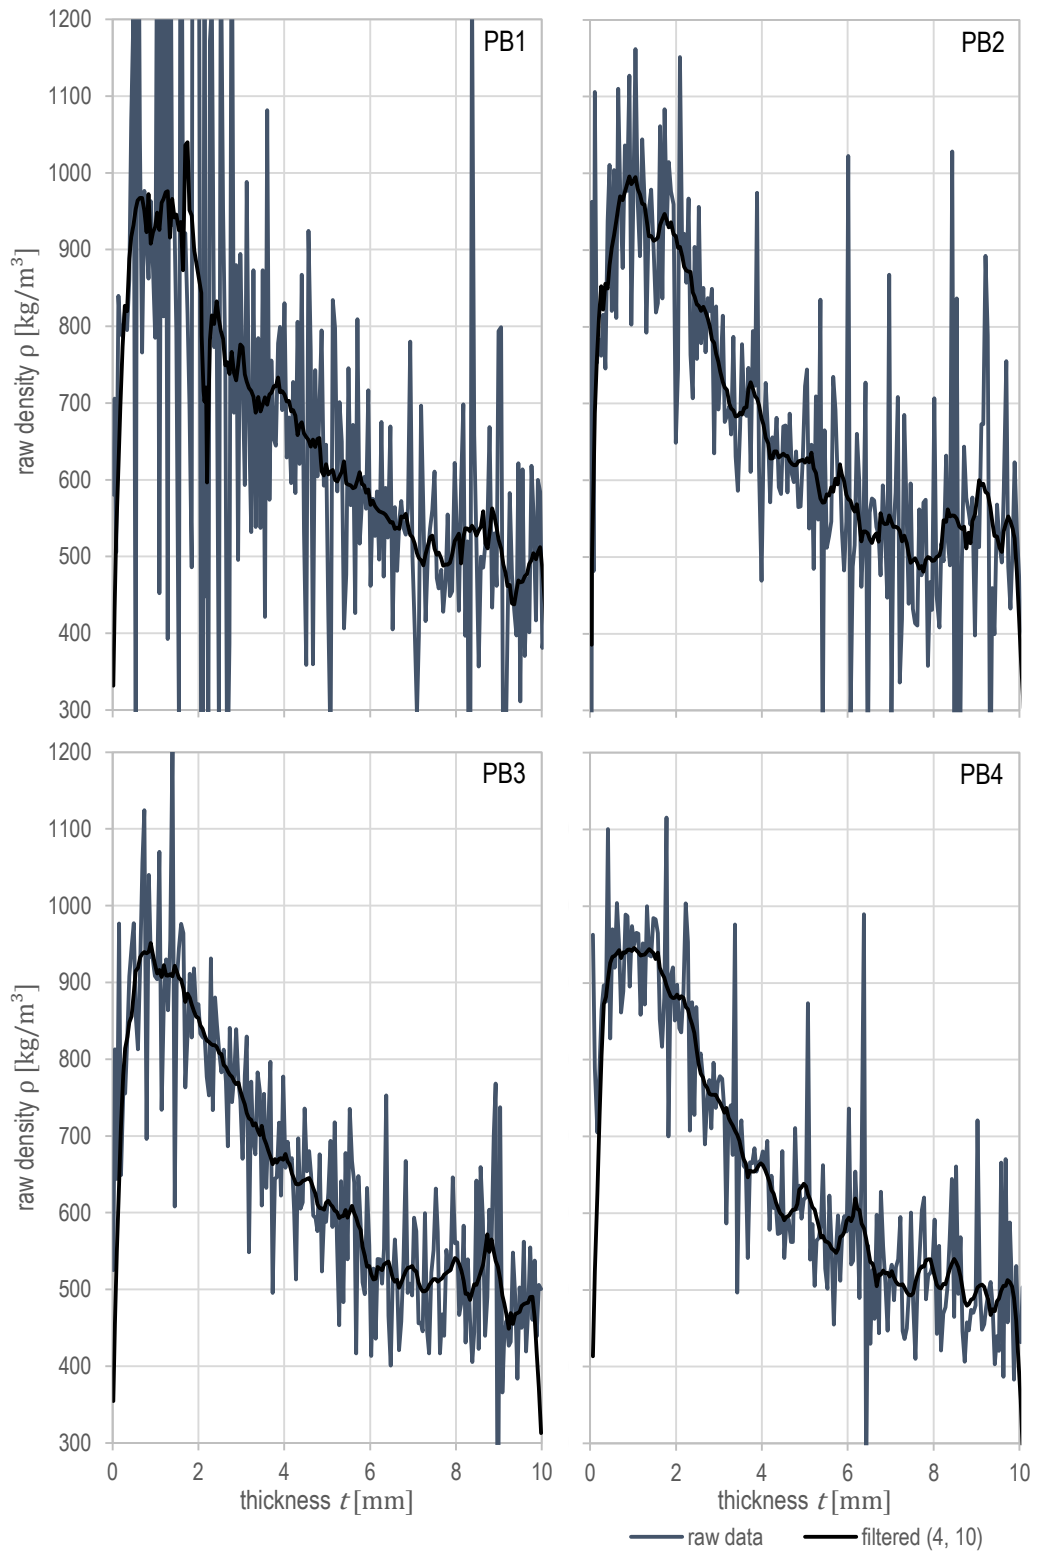 PB1
PB2
1200
1100
1000
900
800
700
600
500
400
300
raw density ρ [kg/m³]
PB3
PB4
1200
1100
1000
900
800
700
600
500
400
300
raw density ρ [kg/m³]
0 2 4 6 8 10
0 2 4 6 8 10
thickness t [mm]
thickness t [mm]
raw data filtered (4, 10)